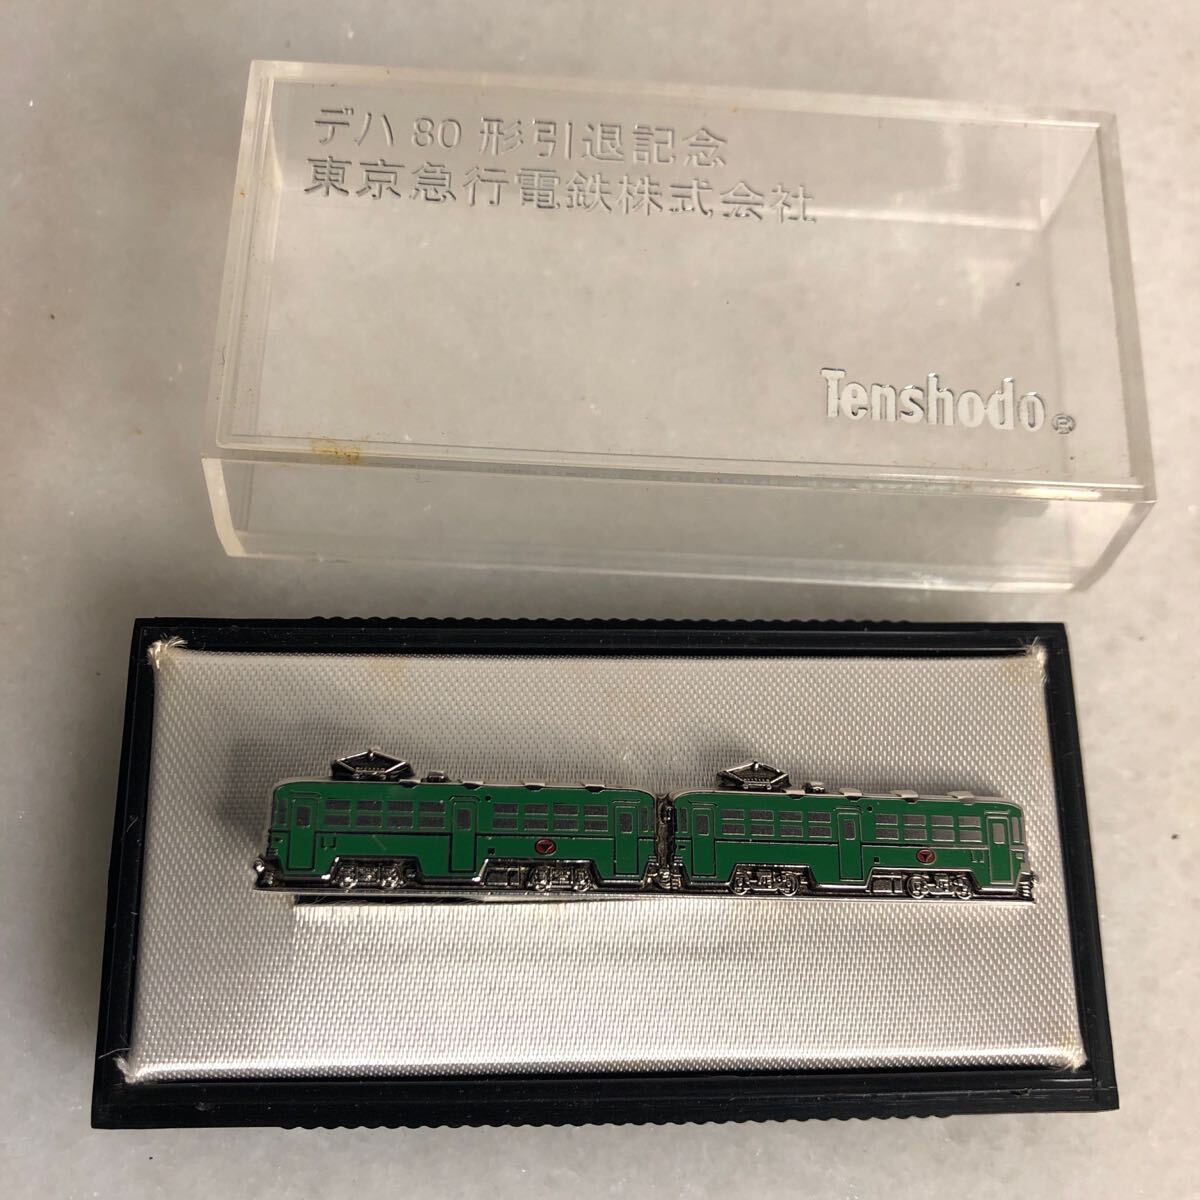 デハ 80 形引退記念
東京急行電鉄株式会社
Tenshodo®